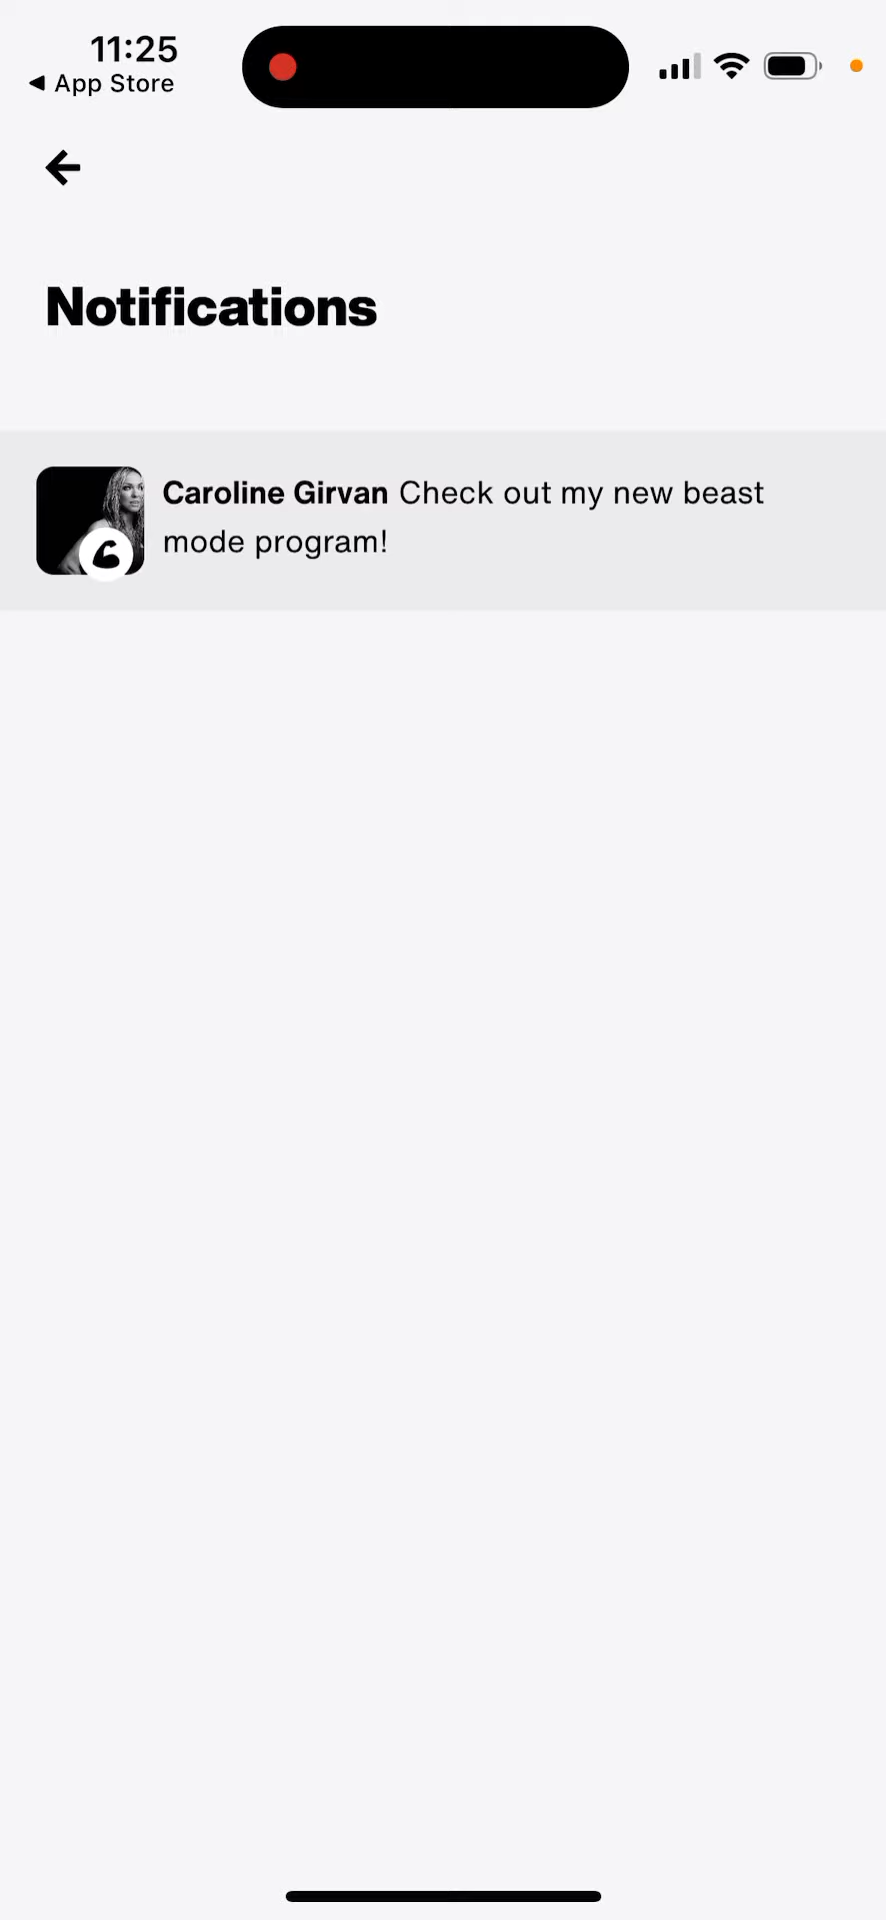 11:25
◀ App Store
Notifications
Caroline Girvan Check out my new beast
mode program!